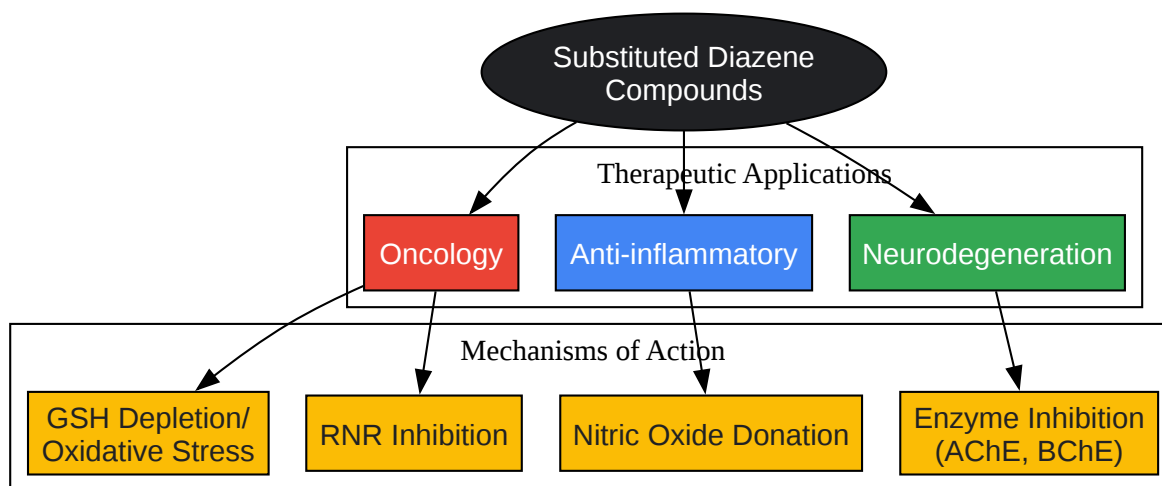 Substituted Diazene
Compounds
Therapeutic Applications
Oncology
Anti-inflammatory
Neurodegeneration
Mechanisms of Action
GSH Depletion/
Oxidative Stress
RNR Inhibition
Nitric Oxide Donation
Enzyme Inhibition
(AChE, BChE)